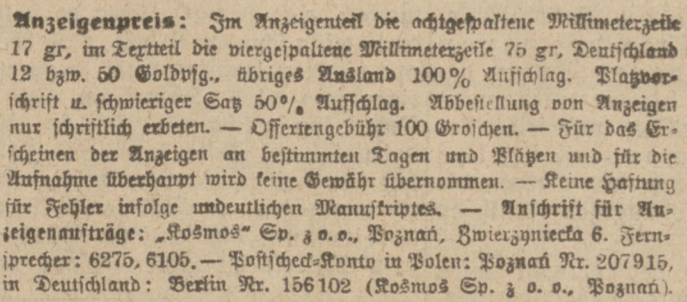 Anzeigenpreis: Im Anzeigenteil die achtgespaltene Millimeterzeile
17 gr, im Textteil die viergespaltene Millimeterzeile 75 gr, Deutschland
12 bzw. 50 Goldpfg., übriges Ausland 100 % Aufschlag. Platzvor-
schrift u. schwieriger Satz 50 % Aufschlag. Abbestellung von Anzeigen
nur schriftlich erbeten. — Offertengebühr 100 Groschen. — Für das Er-
scheinen der Anzeigen an bestimmten Tagen und Plätzen und für die
Aufnahme überhaupt wird keine Gewähr übernommen. — Keine Haftung
für Fehler infolge undeutlichen Manuskriptes. — Anschrift für An-
zeigenaufträge: „Kosmos“ Sp. z o. o., Poznań, Zwierzyniecka 6. Fern-
sprecher: 6275, 6105. — Postscheck-Konto in Polen: Poznań Nr. 207915,
in Deutschland: Berlin Nr. 156102 (Kosmos Sp. z o. o., Poznań).